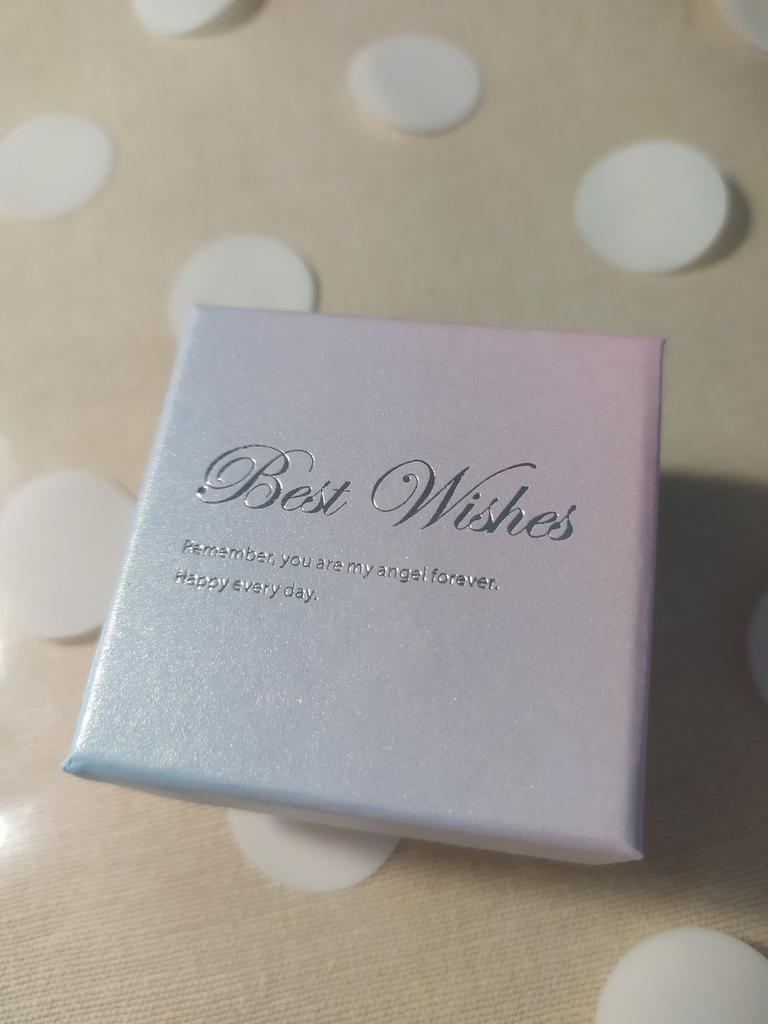 Best Wishes
Remember, you are my angel forever.
Happy every day.